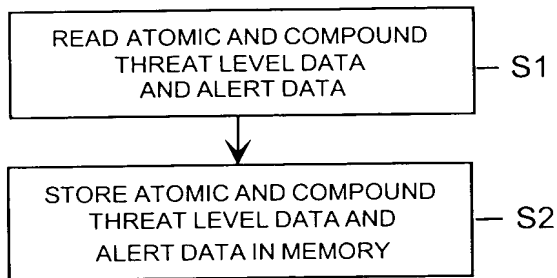 READ ATOMIC AND COMPOUND
THREAT LEVEL DATA
AND ALERT DATA
S1
STORE ATOMIC AND COMPOUND
THREAT LEVEL DATA AND
ALERT DATA IN MEMORY
S2